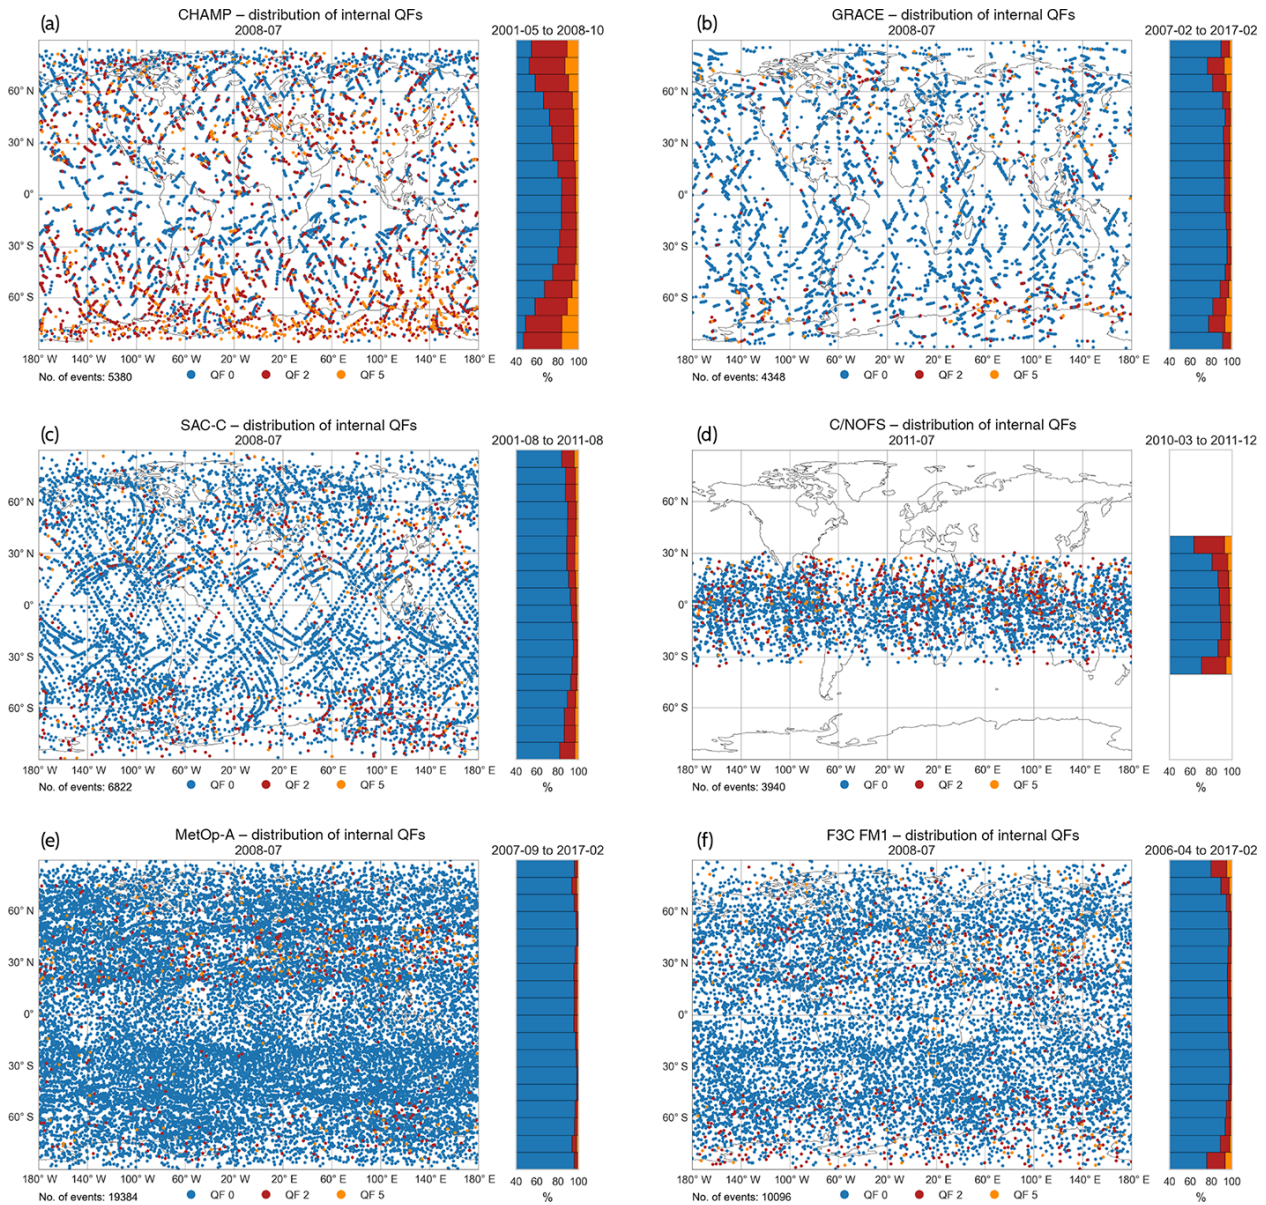 (a)
CHAMP – distribution of internal QFs
2008-07
2001-05 to 2008-10
60° N
30° N
0°
30° S
60° S
180° W 140° W 100° W 60° W 20° W 20° E 60° E 100° E 140° E 180° E
40 60 80 100
%
No. of events: 5380
QF 0 QF 2 QF 5
(b)
GRACE – distribution of internal QFs
2008-07
2007-02 to 2017-02
60° N
30° N
0°
30° S
60° S
180° W 140° W 100° W 60° W 20° W 20° E 60° E 100° E 140° E 180° E
40 60 80 100
%
No. of events: 4348
QF 0 QF 2 QF 5
(c)
SAC-C – distribution of internal QFs
2008-07
2001-08 to 2011-08
60° N
30° N
0°
30° S
60° S
180° W 140° W 100° W 60° W 20° W 20° E 60° E 100° E 140° E 180° E
40 60 80 100
%
No. of events: 6822
QF 0 QF 2 QF 5
(d)
C/NOFS – distribution of internal QFs
2011-07
2010-03 to 2011-12
60° N
30° N
0°
30° S
60° S
180° W 140° W 100° W 60° W 20° W 20° E 60° E 100° E 140° E 180° E
40 60 80 100
%
No. of events: 3940
QF 0 QF 2 QF 5
(e)
MetOp-A – distribution of internal QFs
2008-07
2007-09 to 2017-02
60° N
30° N
0°
30° S
60° S
180° W 140° W 100° W 60° W 20° W 20° E 60° E 100° E 140° E 180° E
40 60 80 100
%
No. of events: 19384
QF 0 QF 2 QF 5
(f)
F3C FM1 – distribution of internal QFs
2008-07
2006-04 to 2017-02
60° N
30° N
0°
30° S
60° S
180° W 140° W 100° W 60° W 20° W 20° E 60° E 100° E 140° E 180° E
40 60 80 100
%
No. of events: 10096
QF 0 QF 2 QF 5